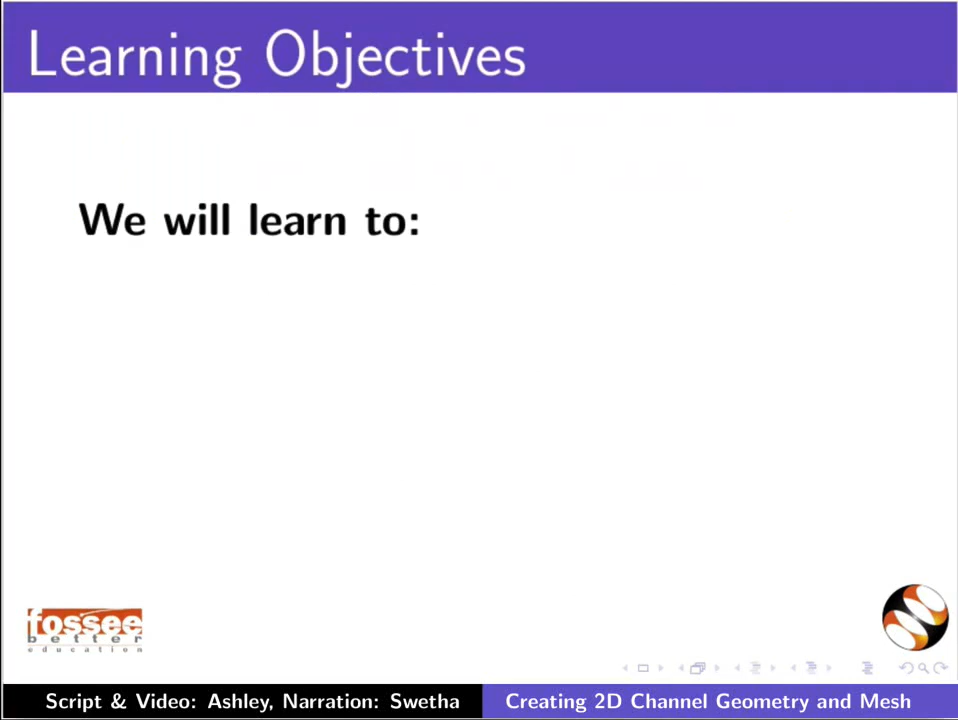 Learning Objectives
We will learn to:
fossee
better
education
Script & Video: Ashley, Narration: Swetha
Creating 2D Channel Geometry and Mesh